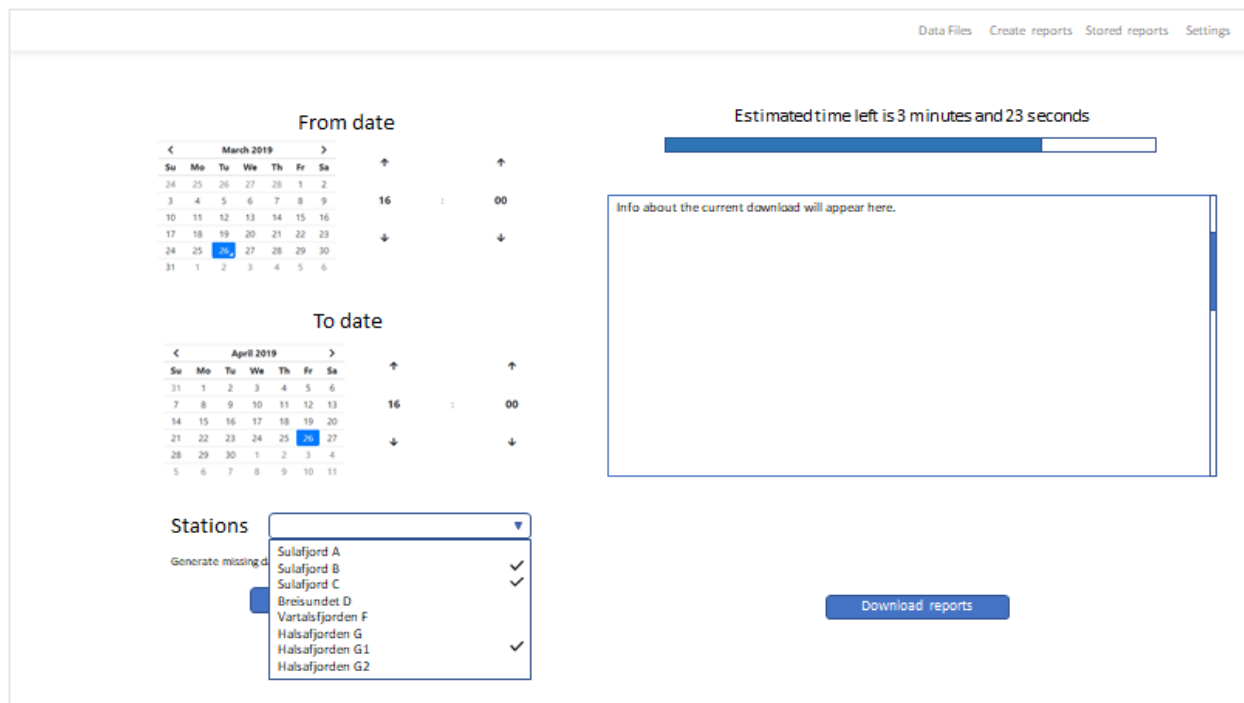 Data Files Create reports Stored reports Settings
From date
March 2019
Su Mo Tu We Th Fr Sa
24 25 26 27 28 1 2
3 4 5 6 7 8 9
10 11 12 13 14 15 16
17 18 19 20 21 22 23
24 25 26 27 28 29 30
31 1 2 3 4 5 6
16 : 00
To date
April 2019
Su Mo Tu We Th Fr Sa
31 1 2 3 4 5 6
7 8 9 10 11 12 13
14 15 16 17 18 19 20
21 22 23 24 25 26 27
28 29 30 1 2 3 4
5 6 7 8 9 10 11
16 : 00
Stations
Generate missing
Sulafjord A
Sulafjord B
Sulafjord C
Breisundet D
Vartalsfjorden F
Halsafjorden G
Halsafjorden G1
Halsafjorden G2
Estimated time left is 3 minutes and 23 seconds
Info about the current download will appear here.
Download reports